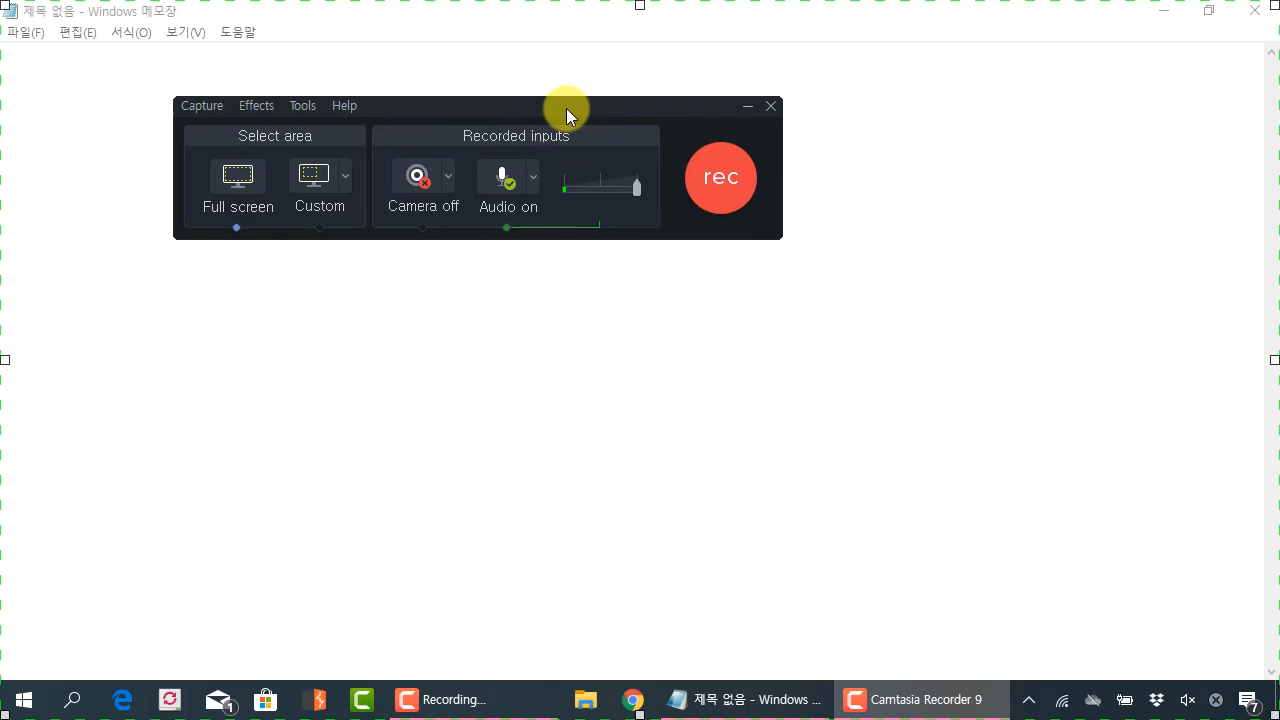 제목 없음 - Windows 메모장
파일(F) 편집(E) 서식(O) 보기(V) 도움말
Capture Effects Tools Help
Select area Recorded inputs
Full screen Custom Camera off Audio on
rec
1 Recording... 제목 없음 - Windows ... Camtasia Recorder 9 7